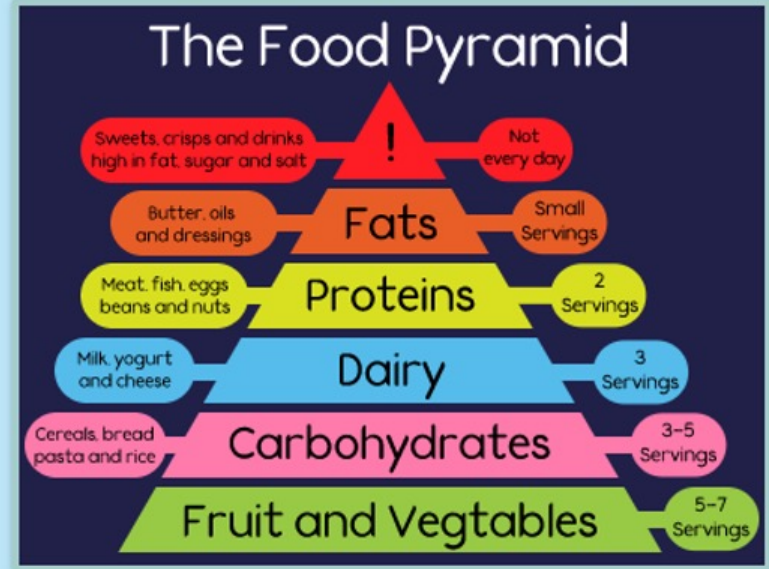 The Food Pyramid
Sweets, crisps and drinks
high in fat, sugar and salt
!
Not
every day
Butter, oils
and dressings
Fats
Small
Servings
Meat, fish, eggs
beans and nuts
Proteins
2
Servings
Milk, yogurt
and cheese
Dairy
3
Servings
Cereals, bread
pasta and rice
Carbohydrates
3-5
Servings
Fruit and Vegtables
5-7
Servings